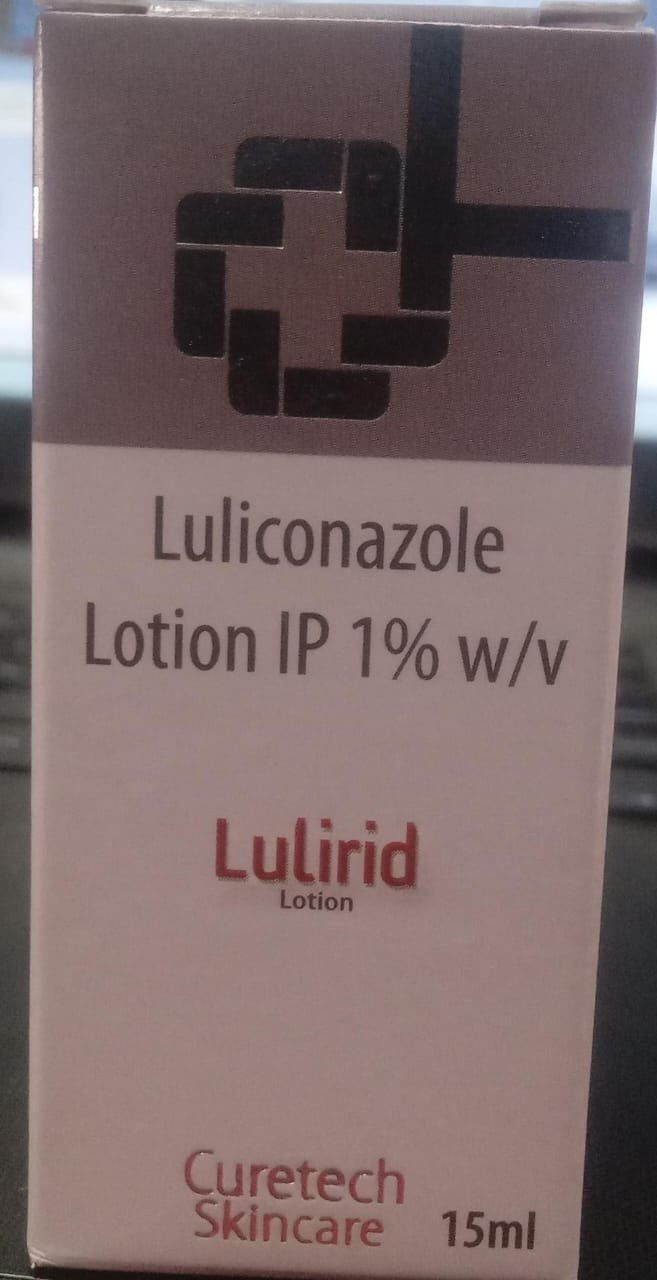 Luliconazole
Lotion IP 1% w/v
Lulirid
Lotion
Curetech
Skincare 15ml